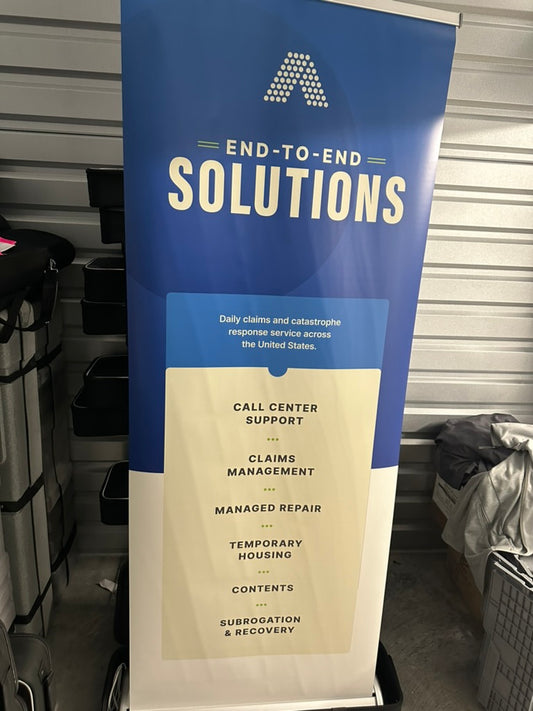 END-TO-END
SOLUTIONS
Daily claims and catastrophe
response service across
the United States.
CALL CENTER
SUPPORT
CLAIMS
MANAGEMENT
MANAGED REPAIR
TEMPORARY
HOUSING
CONTENTS
SUBROGATION
& RECOVERY